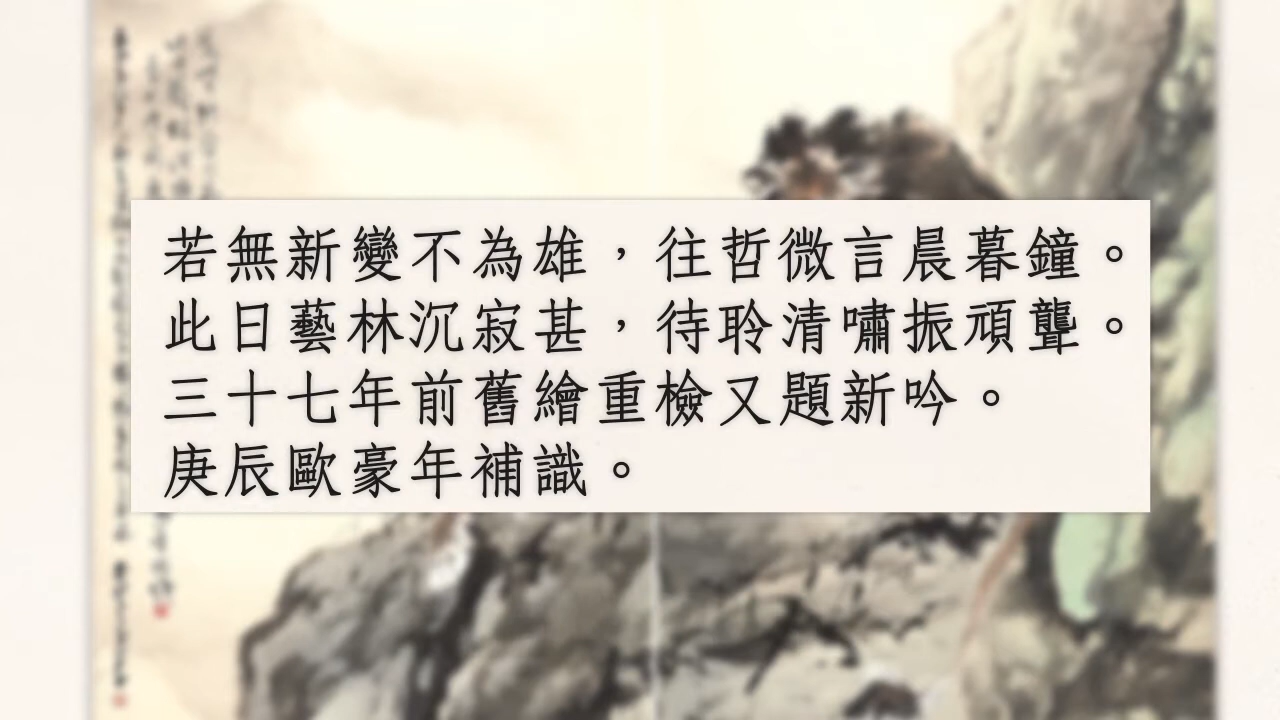 若無新變不為雄，往哲微言晨暮鐘。
此日藝林沉寂甚，待聆清嘯振頑聾。
三十七年前舊繪重檢又題新吟。
庚辰歐豪年補識。